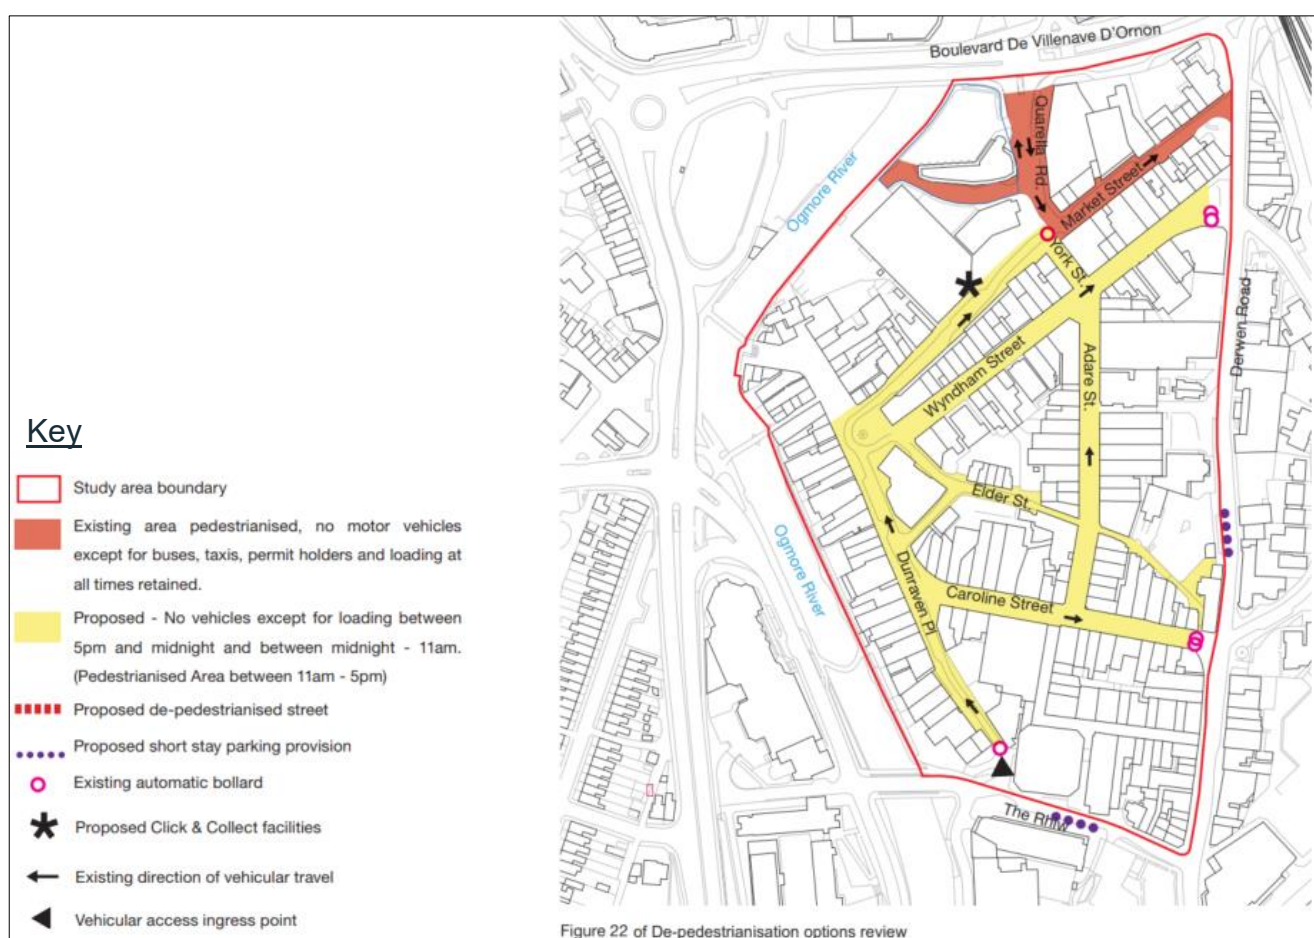 Key
Study area boundary
Existing area pedestrianised, no motor vehicles
except for buses, taxis, permit holders and loading at
all times retained.
Proposed - No vehicles except for loading between
5pm and midnight and between midnight - 11am.
(Pedestrianised Area between 11am - 5pm)
Proposed de-pedestrianised street
Proposed short stay parking provision
Existing automatic bollard
Proposed Click & Collect facilities
Existing direction of vehicular travel
Vehicular access ingress point
Boulevard De Villenave D'Ornon
Quarella Rd.
Ogmore River
Market Street
York St.
Derwen Road
Wyndham Street
Adare St.
Elder St.
Ogmore River
Dunraven Pl
Caroline Street
The Rhiw
Figure 22 of De-pedestrianisation options review